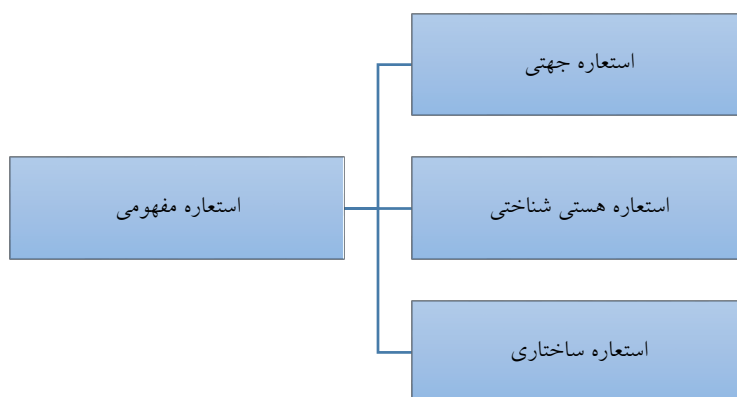 استعاره جهتی
استعاره مفهومی
استعاره هستی شناختی
استعاره ساختاری